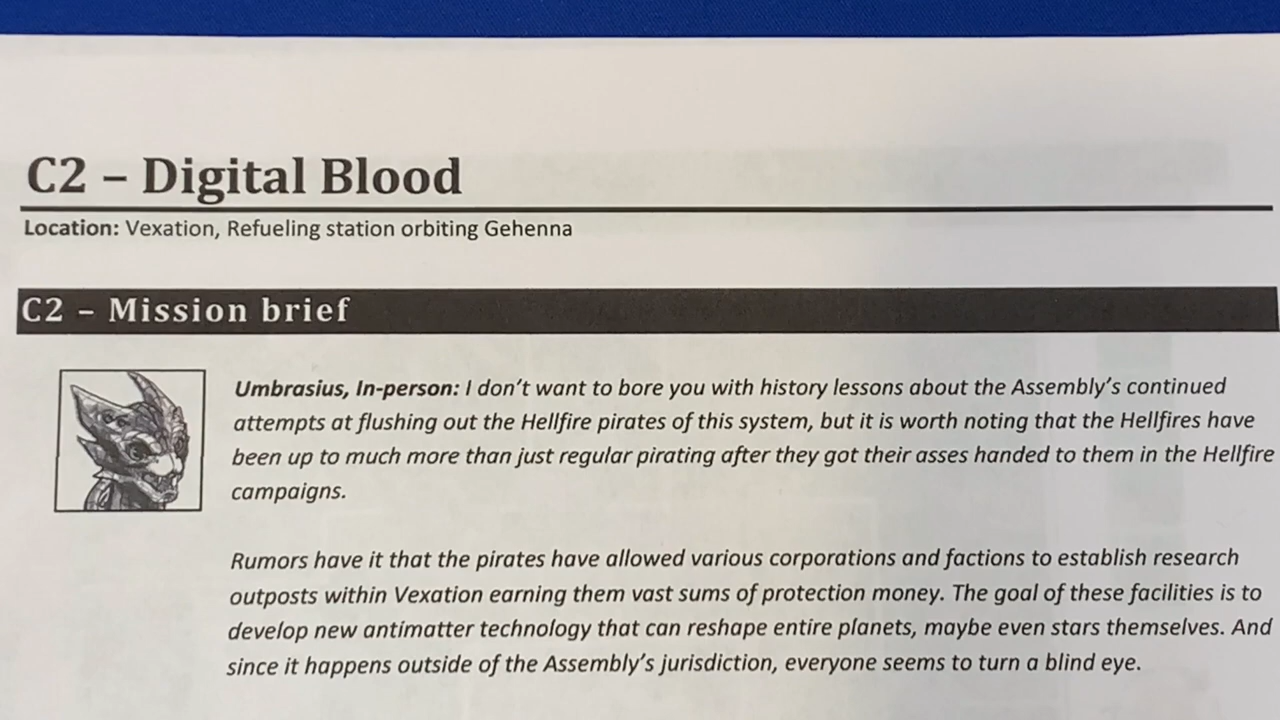 C2 – Digital Blood
Location: Vexation, Refueling station orbiting Gehenna
C2 – Mission brief
Umbrasius, In-person: I don't want to bore you with history lessons about the Assembly's continued
attempts at flushing out the Hellfire pirates of this system, but it is worth noting that the Hellfires have
been up to much more than just regular pirating after they got their asses handed to them in the Hellfire
campaigns.
Rumors have it that the pirates have allowed various corporations and factions to establish research
outposts within Vexation earning them vast sums of protection money. The goal of these facilities is to
develop new antimatter technology that can reshape entire planets, maybe even stars themselves. And
since it happens outside of the Assembly's jurisdiction, everyone seems to turn a blind eye.